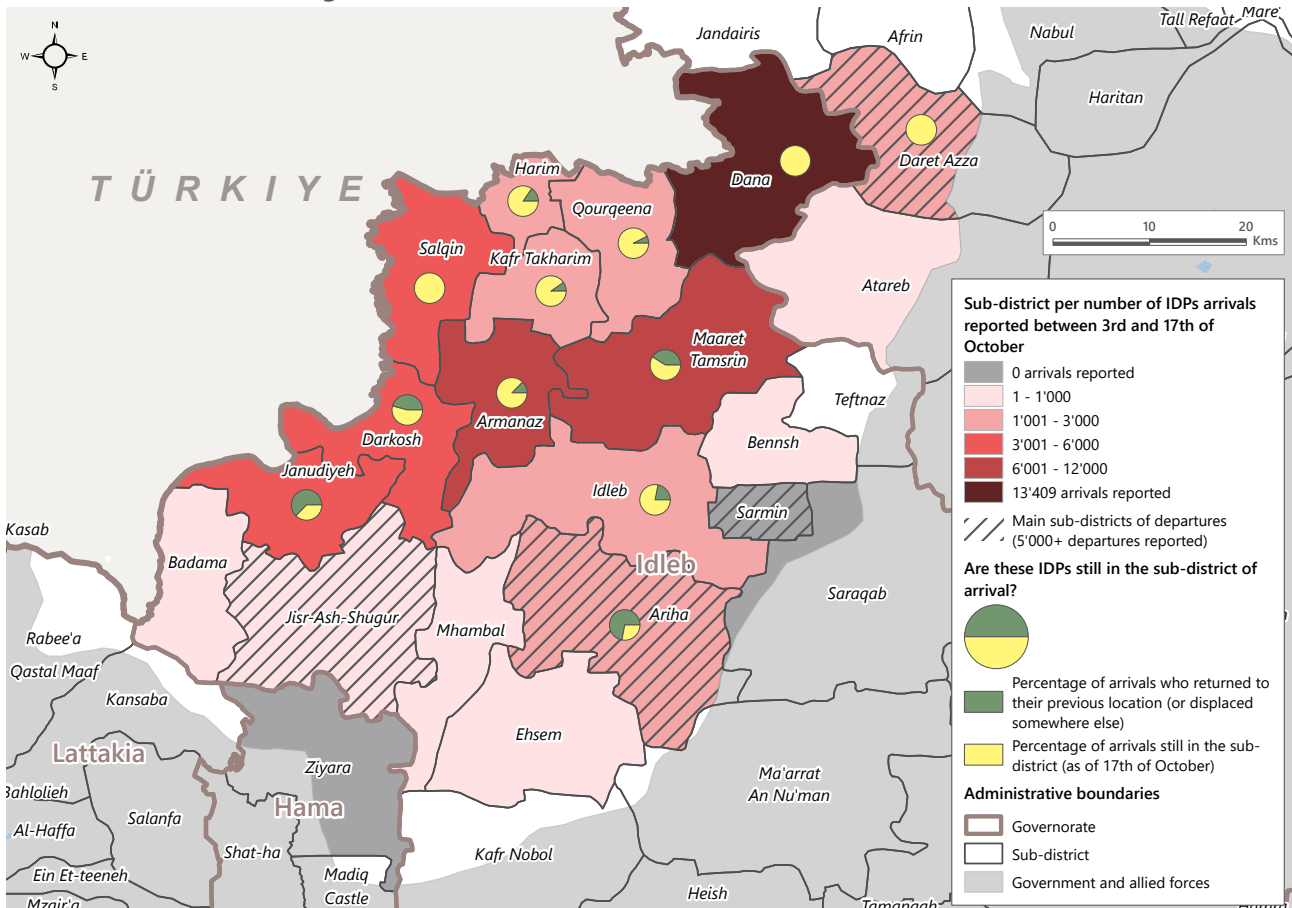 N
W
E
S
Jandairis
Afrin
Nabul
Tall Refaat
Mare'
Haritan
Daret Azza
Dana
TÜRKIYE
Harim
Qourqeena
Salqin
Kafr Takharim
Atareb
0 10 20
Kms
Maaret
Tamsrin
Teftnaz
Armanaz
Darkosh
Bennsh
Janudiyeh
Idleb
Sarmin
Kasab
Badama
Idleb
Saraqab
Jisr-Ash-Shugur
Mhambal
Ariha
Rabee'a
Qastal Maaf
Kansaba
Ehsem
Lattakia
Ziyara
Ma'arrat
An Nu'man
Bahlolieh
Hama
Salanfa
Al-Haffa
Shat-ha
Kafr Nobol
Ein Et-teeneh
Madiq
Castle
Heish
Mzair'a
Tamanaah
Sub-district per number of IDPs arrivals
reported between 3rd and 17th of
October
0 arrivals reported
1 - 1'000
1'001 - 3'000
3'001 - 6'000
6'001 - 12'000
13'409 arrivals reported
Main sub-districts of departures
(5'000+ departures reported)
Are these IDPs still in the sub-district of
arrival?
Percentage of arrivals who returned to
their previous location (or displaced
somewhere else)
Percentage of arrivals still in the sub-
district (as of 17th of October)
Administrative boundaries
Governorate
Sub-district
Government and allied forces